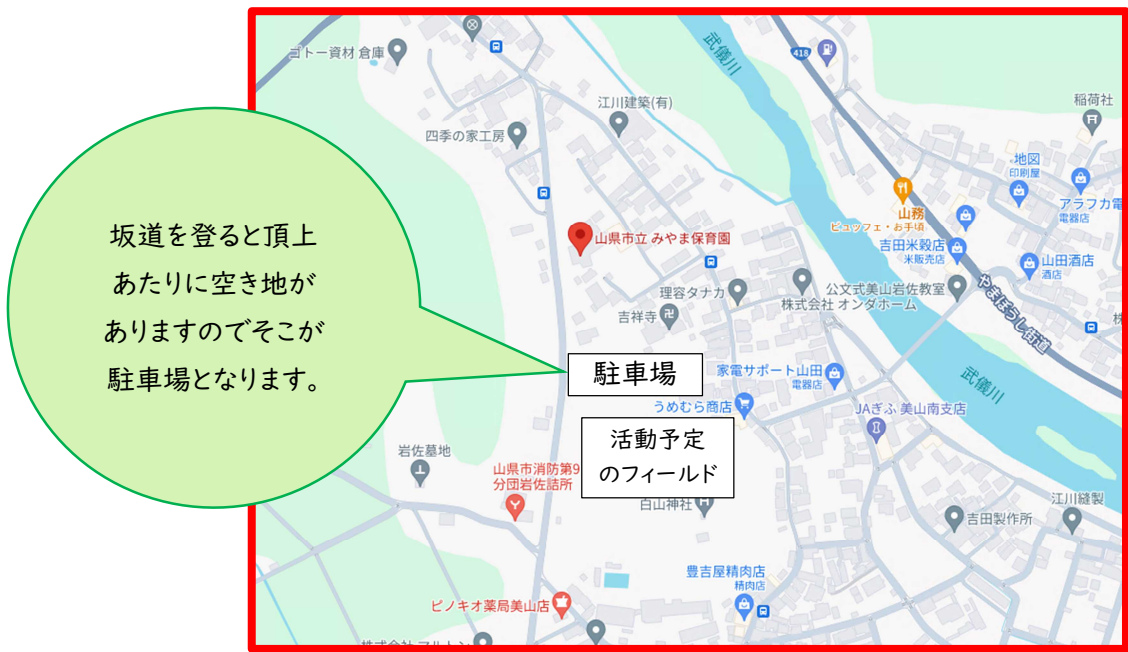 坂道を登ると頂上
あたりに空き地が
ありますのでそこが
駐車場となります。
ゴトー資材 倉庫
武儀川
418
江川建築(有)
稲荷社
四季の家工房
地図
印刷屋
山務
ビュッフェ・お手頃
アラフカ電
電器店
山県市立 みやま保育園
吉田米穀店
米販売店
山田酒店
酒店
理容タナカ
公文式美山岩佐教室
株式会社 オンダホーム
やまぼうし街道
株
吉祥寺
駐車場
家電サポート山田
電器店
武儀川
うめむら商店
JAぎふ 美山南支店
活動予定
のフィールド
岩佐墓地
山県市消防第9
分団岩佐詰所
白山神社
江川縫製
吉田製作所
豊吉屋精肉店
精肉店
ピノキオ薬局美山店